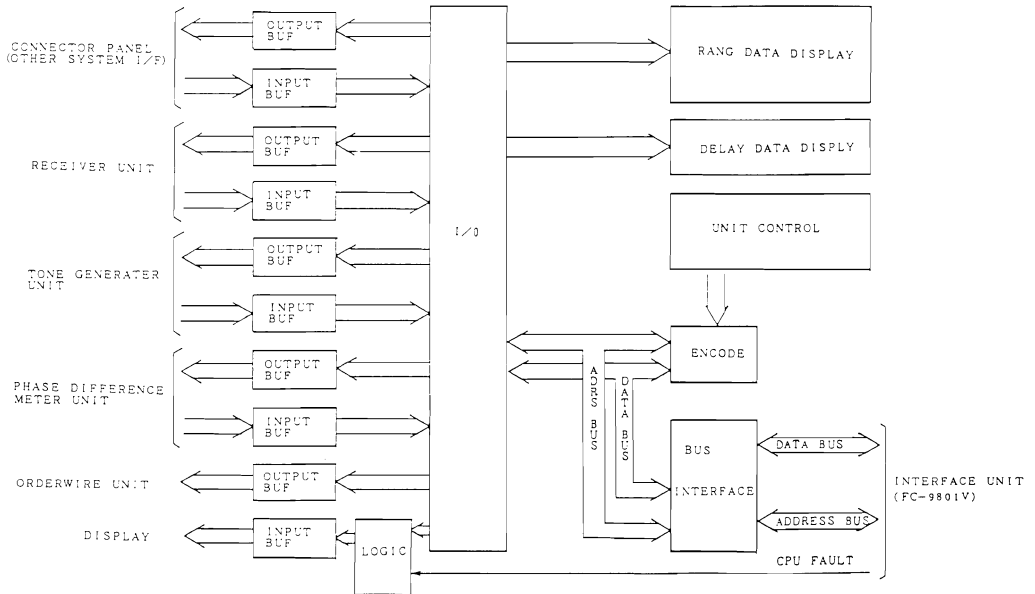 CONNECTOR PANEL
(OTHER SYSTEM I/F)
OUTPUT
BUF
INPUT
BUF
RECEIVER UNIT
OUTPUT
BUF
INPUT
BUF
TONE GENERATER
UNIT
OUTPUT
BUF
INPUT
BUF
PHASE DIFFERENCE
METER UNIT
OUTPUT
BUF
INPUT
BUF
ORDERWIRE UNIT
OUTPUT
BUF
DISPLAY
INPUT
BUF
LOGIC
I/O
RANG DATA DISPLAY
DELAY DATA DISPLY
UNIT CONTROL
ENCODE
ADRS BUS
DATA BUS
BUS
INTERFACE
DATA BUS
ADDRESS BUS
CPU FAULT
INTERFACE UNIT
(FC-9801V)